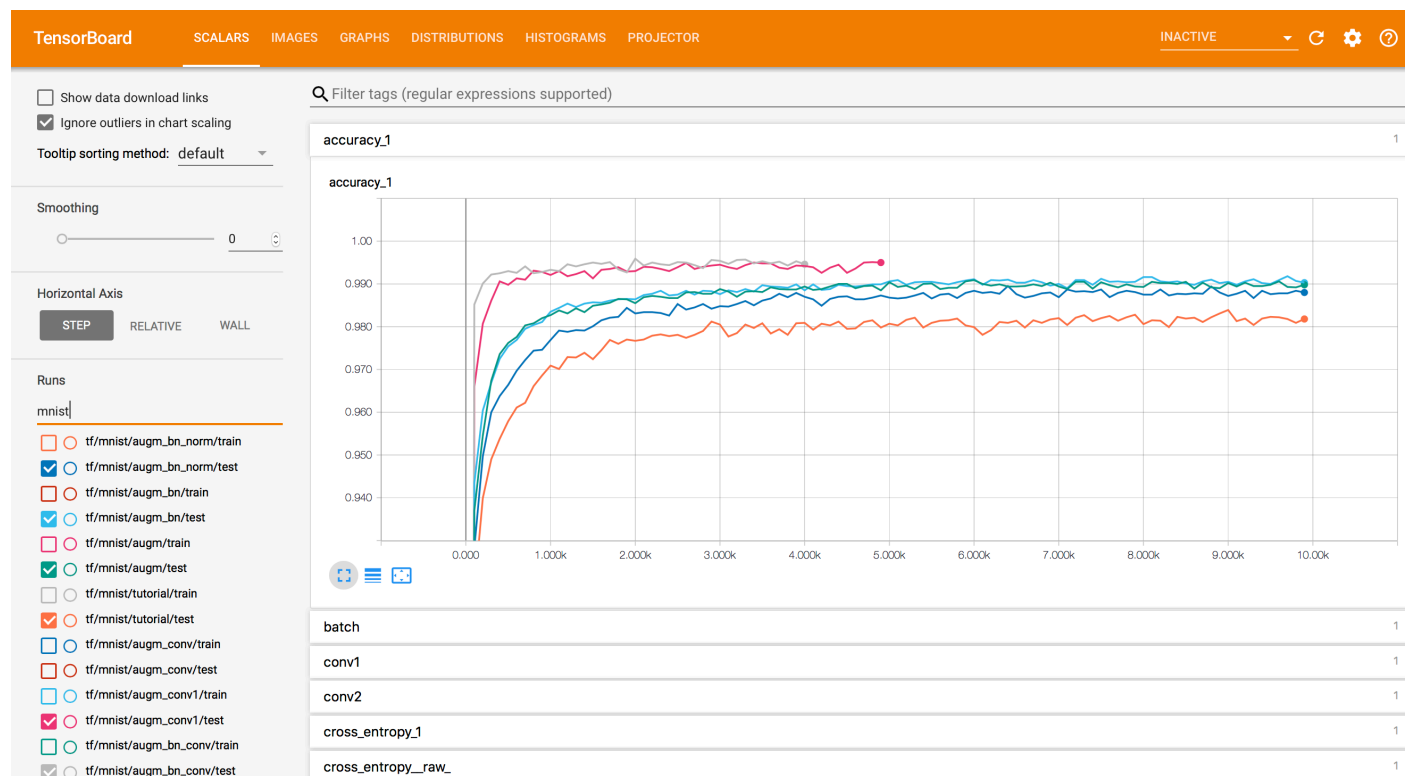 TensorBoard SCALARS IMAGES GRAPHS DISTRIBUTIONS HISTOGRAMS PROJECTOR INACTIVE
Show data download links
Ignore outliers in chart scaling
Tooltip sorting method: default
Smoothing
0
Horizontal Axis
STEP RELATIVE WALL
Runs
mnist
tf/mnist/augm_bn_norm/train
tf/mnist/augm_bn_norm/test
tf/mnist/augm_bn/train
tf/mnist/augm_bn/test
tf/mnist/augm/train
tf/mnist/augm/test
tf/mnist/tutorial/train
tf/mnist/tutorial/test
tf/mnist/augm_conv/train
tf/mnist/augm_conv/test
tf/mnist/augm_conv1/train
tf/mnist/augm_conv1/test
tf/mnist/augm_bn_conv/train
tf/mnist/augm_bn_conv/test
Filter tags (regular expressions supported)
accuracy_1 1
accuracy_1
1.00
0.990
0.980
0.970
0.960
0.950
0.940
0.000 1.000k 2.000k 3.000k 4.000k 5.000k 6.000k 7.000k 8.000k 9.000k 10.00k
batch 1
conv1 1
conv2 1
cross_entropy_1 1
cross_entropy__raw_ 1